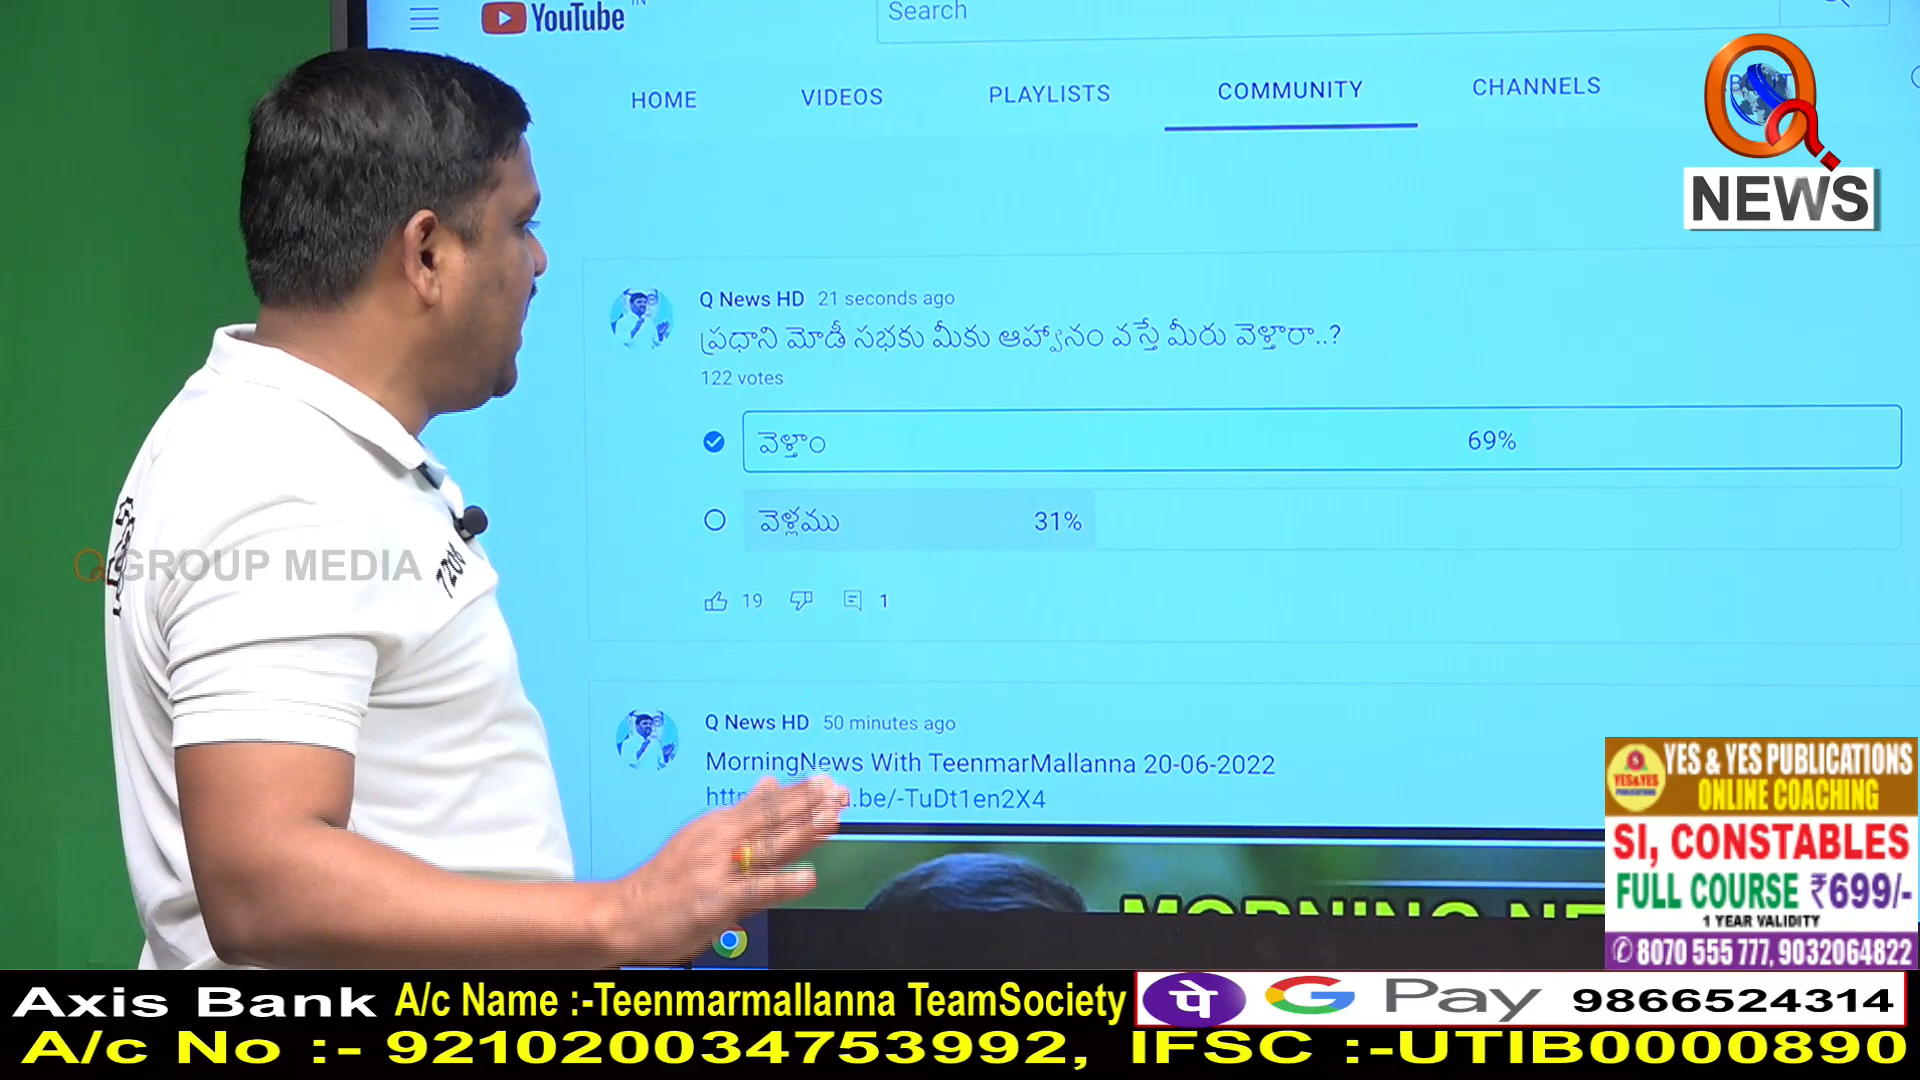 YouTube IN
Search
HOME VIDEOS PLAYLISTS COMMUNITY CHANNELS
Q NEWS
Q News HD 21 seconds ago
ప్రధాని మోడీ సభకు మీకు ఆహ్వానం వస్తే మీరు వెళ్తారా..?
122 votes
వెళ్తాం 69%
వెళ్లము 31%
19 1
GROUP MEDIA
7206
Q News HD 50 minutes ago
MorningNews With TeenmarMallanna 20-06-2022
.be/-TuDt1en2X4
YES & YES PUBLICATIONS
ONLINE COACHING
SI, CONSTABLES
FULL COURSE ₹699/-
1 YEAR VALIDITY
8070 555 777, 9032064822
Axis Bank A/c Name :-Teenmarmallanna TeamSociety पे G Pay 9866524314
A/c No :- 921020034753992, IFSC :-UTIB0000890